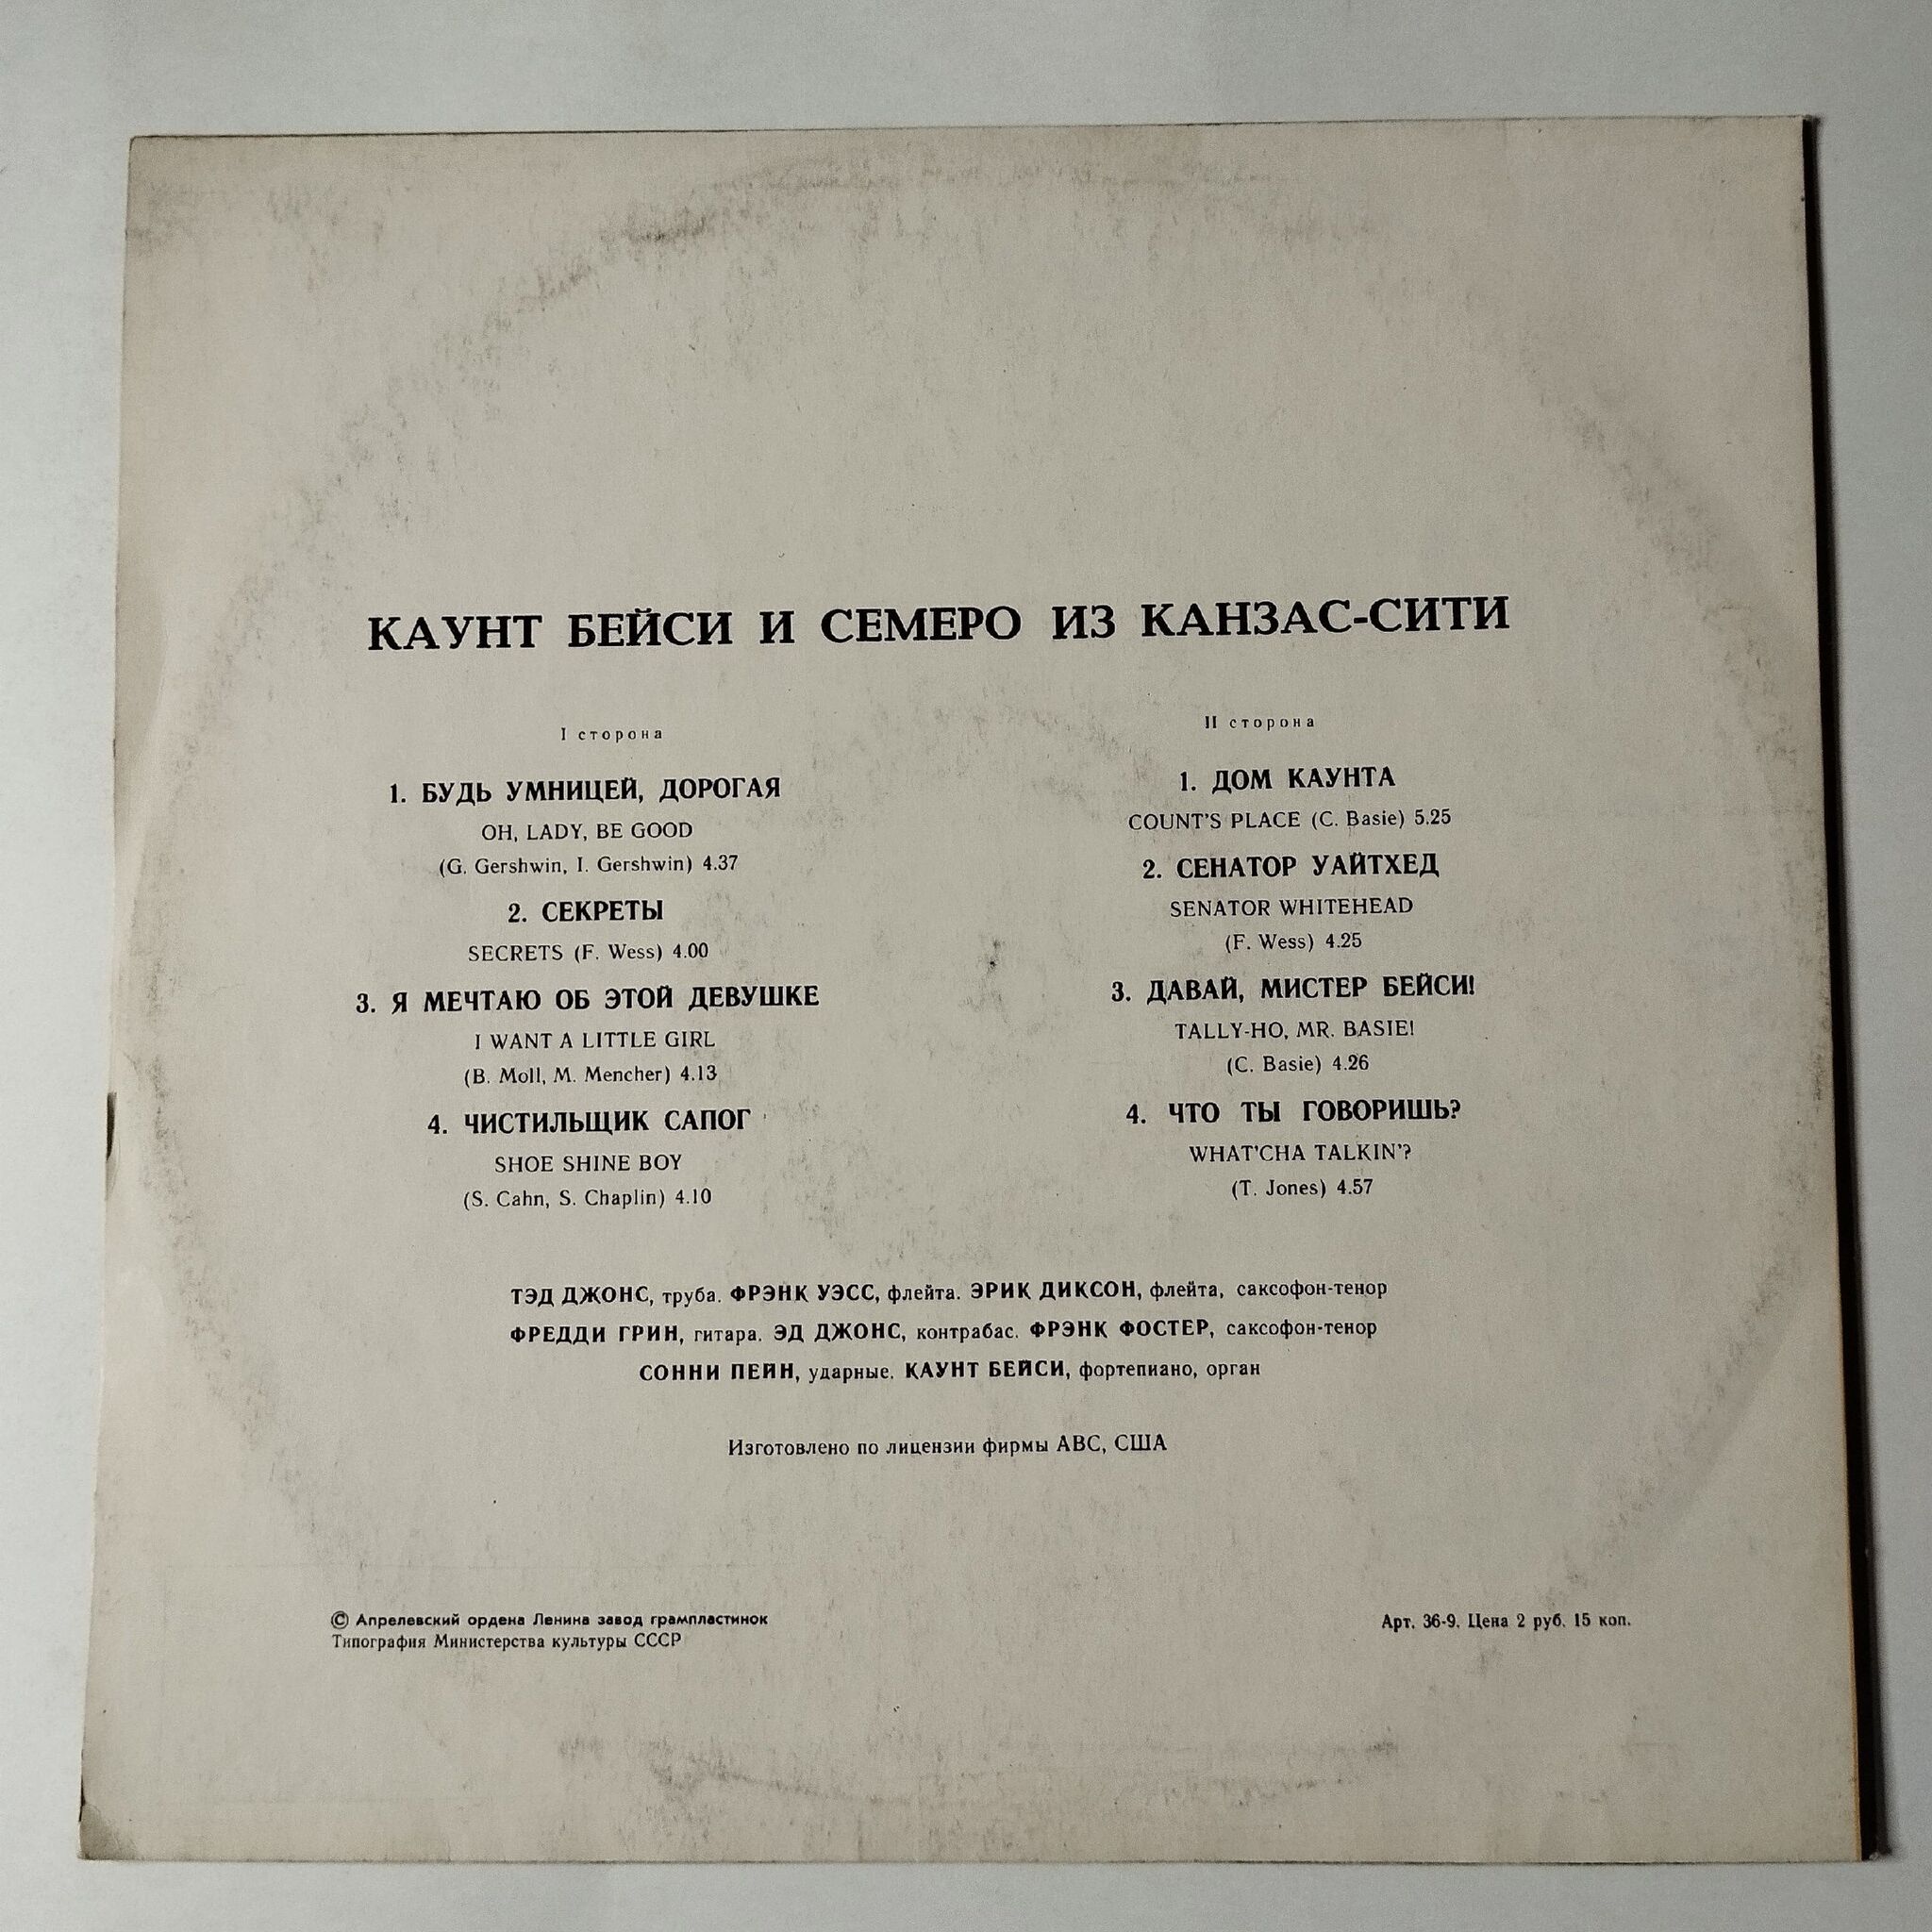 КАУНТ БЕЙСИ И СЕМЕРО ИЗ КАНЗАС-СИТИ
I сторона
1. БУДЬ УМНИЦЕЙ, ДОРОГАЯ
OH, LADY, BE GOOD
(G. Gershwin, I. Gershwin) 4.37
2. СЕКРЕТЫ
SECRETS (F. Wess) 4.00
3. Я МЕЧТАЮ ОБ ЭТОЙ ДЕВУШКЕ
I WANT A LITTLE GIRL
(B. Moll, M. Mencher) 4.13
4. ЧИСТИЛЬЩИК САПОГ
SHOE SHINE BOY
(S. Cahn, S. Chaplin) 4.10
II сторона
1. ДОМ КАУНТА
COUNT'S PLACE (C. Basie) 5.25
2. СЕНАТОР УАЙТХЕД
SENATOR WHITEHEAD
(F. Wess) 4.25
3. ДАВАЙ, МИСТЕР БЕЙСИ!
TALLY-HO, MR. BASIE!
(C. Basie) 4.26
4. ЧТО ТЫ ГОВОРИШЬ?
WHAT'CHA TALKIN'?
(T. Jones) 4.57
ТЭД ДЖОНС, труба. ФРЭНК УЭСС, флейта. ЭРИК ДИКСОН, флейта, саксофон-тенор
ФРЕДДИ ГРИН, гитара. ЭД ДЖОНС, контрабас. ФРЭНК ФОСТЕР, саксофон-тенор
СОННИ ПЕЙН, ударные. КАУНТ БЕЙСИ, фортепиано, орган
Изготовлено по лицензии фирмы ABC, США
© Апрелевский ордена Ленина завод грампластинок
Типография Министерства культуры СССР
Арт. 36-9. Цена 2 руб. 15 коп.